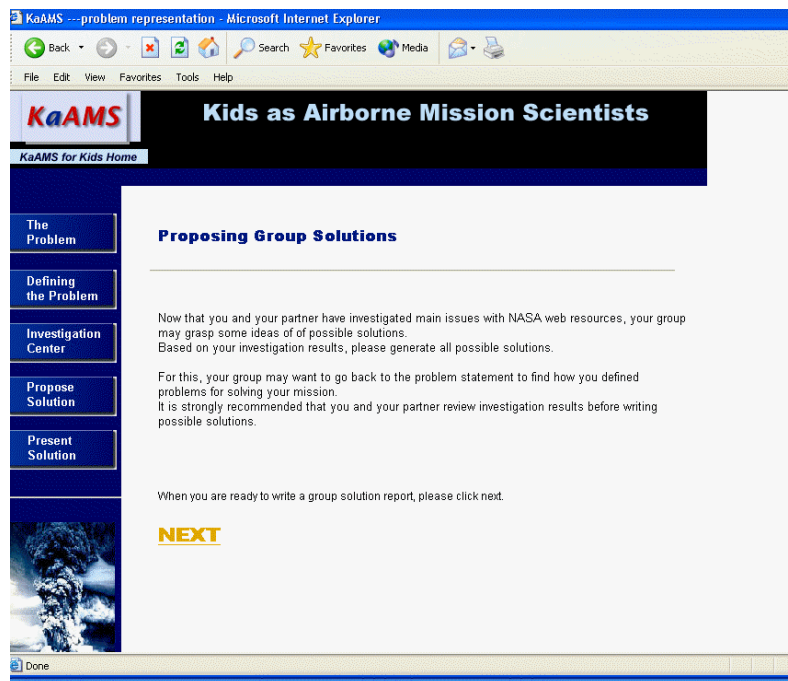 KaAMS ---problem representation - Microsoft Internet Explorer
Back
Search
Favorites
Media
File Edit View Favorites Tools Help
KaAMS
Kids as Airborne Mission Scientists
KaAMS for Kids Home
The
Problem
Defining
the Problem
Investigation
Center
Propose
Solution
Present
Solution
Proposing Group Solutions
Now that you and your partner have investigated main issues with NASA web resources, your group
may grasp some ideas of of possible solutions.
Based on your investigation results, please generate all possible solutions.
For this, your group may want to go back to the problem statement to find how you defined
problems for solving your mission.
It is strongly recommended that you and your partner review investigation results before writing
possible solutions.
When you are ready to write a group solution report, please click next.
NEXT
Done